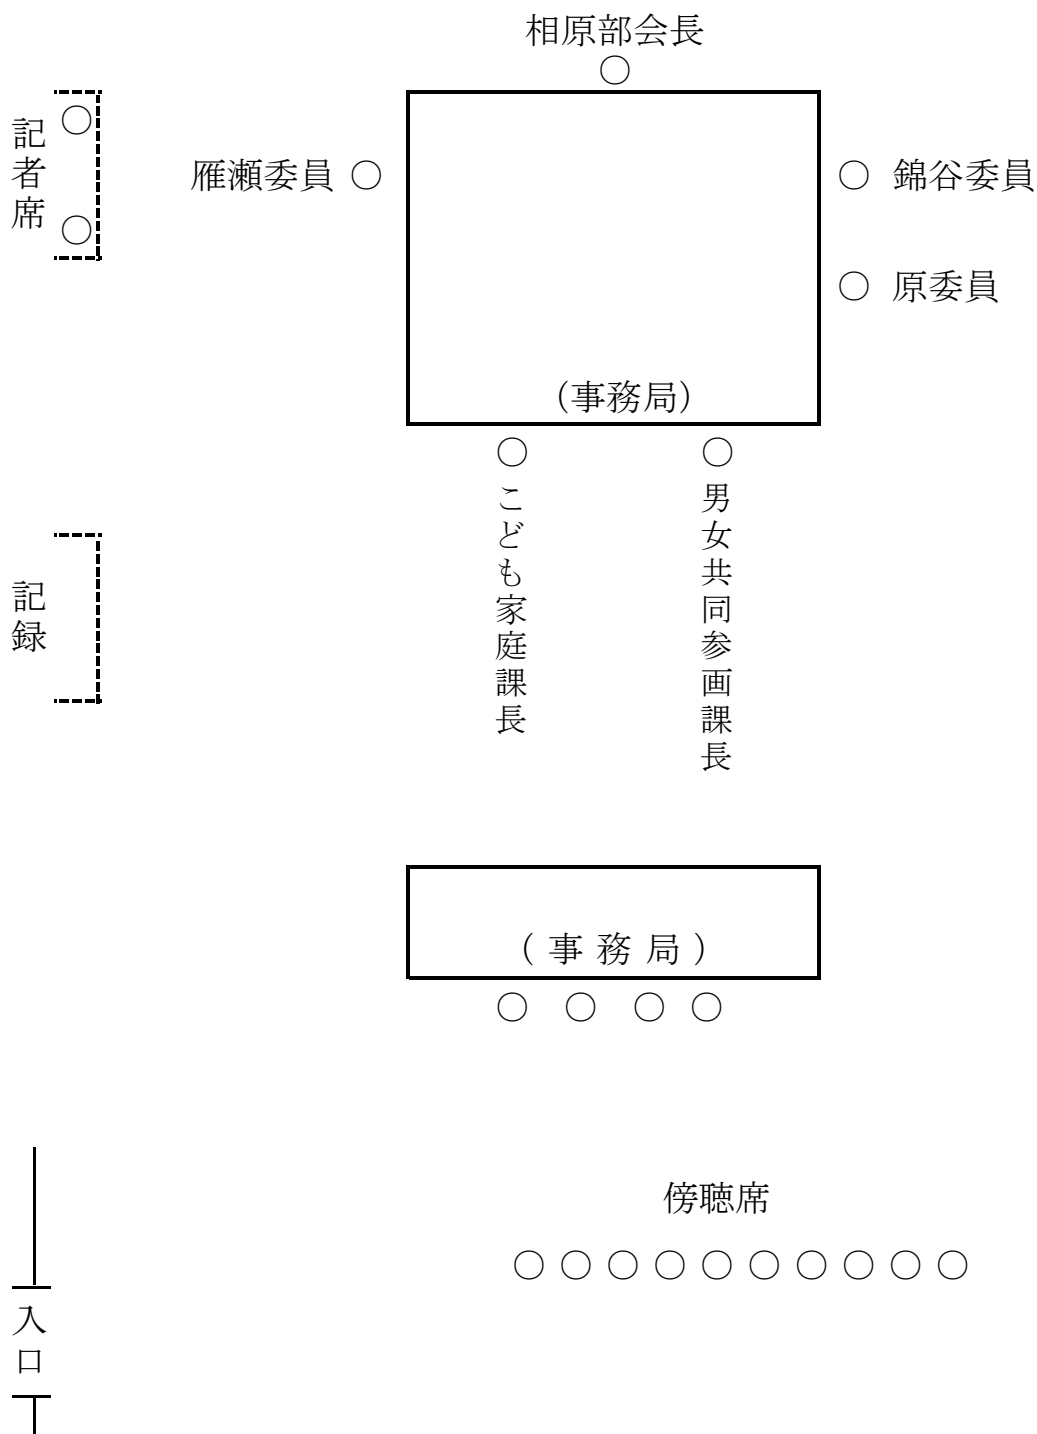 相原部会長
○
記者席
○
○
雁瀬委員 ○
○ 錦谷委員
○ 原委員
（事務局）
○ ○
こども家庭課長
男女共同参画課長
記録
（事務局）
○ ○ ○ ○
傍聴席
○ ○ ○ ○ ○ ○ ○ ○ ○ ○
入口